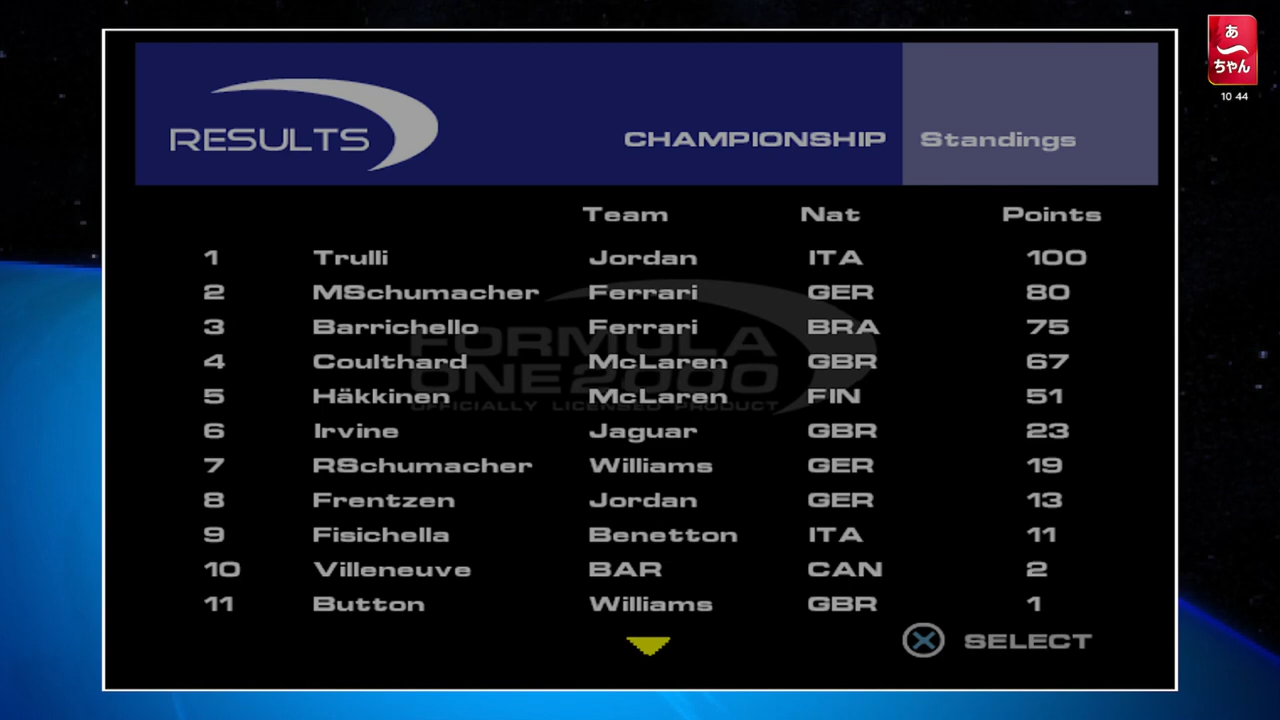 あ
ー
ちゃん
10 44
RESULTS
CHAMPIONSHIP Standings
Team Nat Points
1 Trulli Jordan ITA 100
2 MSchumacher Ferrari GER 80
3 Barrichello Ferrari BRA 75
4 Coulthard McLaren GBR 67
5 Häkkinen McLaren FIN 51
6 Irvine Jaguar GBR 23
7 RSchumacher Williams GER 19
8 Frentzen Jordan GER 13
9 Fisichella Benetton ITA 11
10 Villeneuve BAR CAN 2
11 Button Williams GBR 1
FORMULA
ONE 2000
OFFICIALLY LICENSED PRODUCT
SELECT